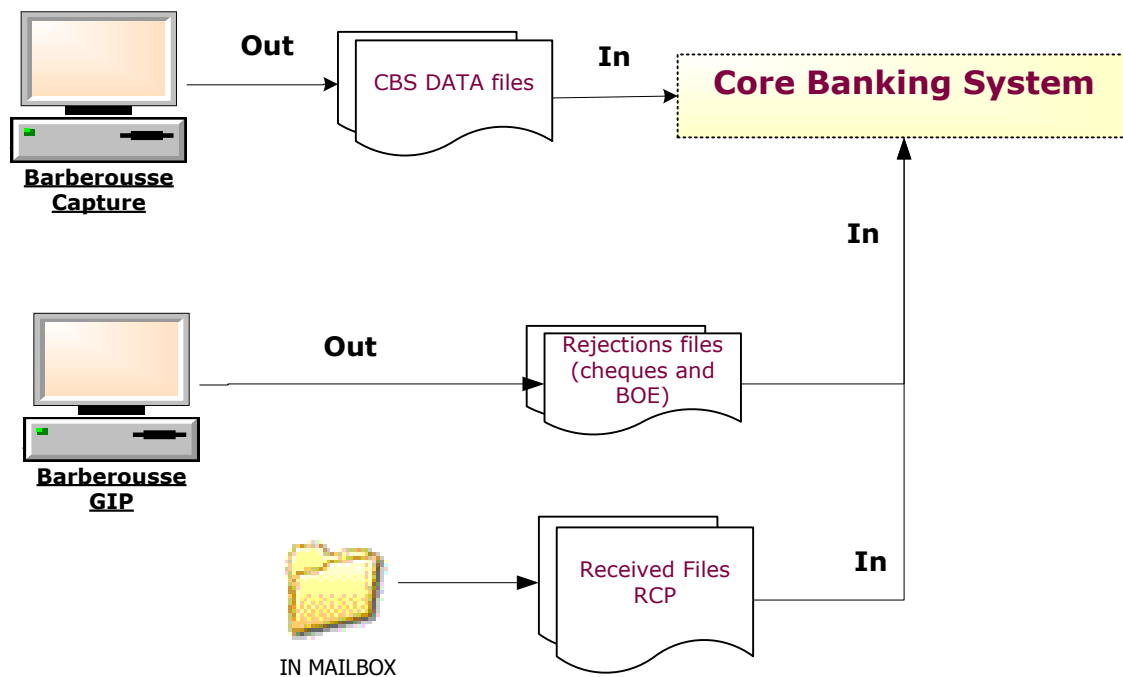 Out
CBS DATA files
In
Core Banking System
Barberousse
Capture
In
Out
Rejections files
(cheques and
BOE)
Barberousse
GIP
Received Files
RCP
In
IN MAILBOX